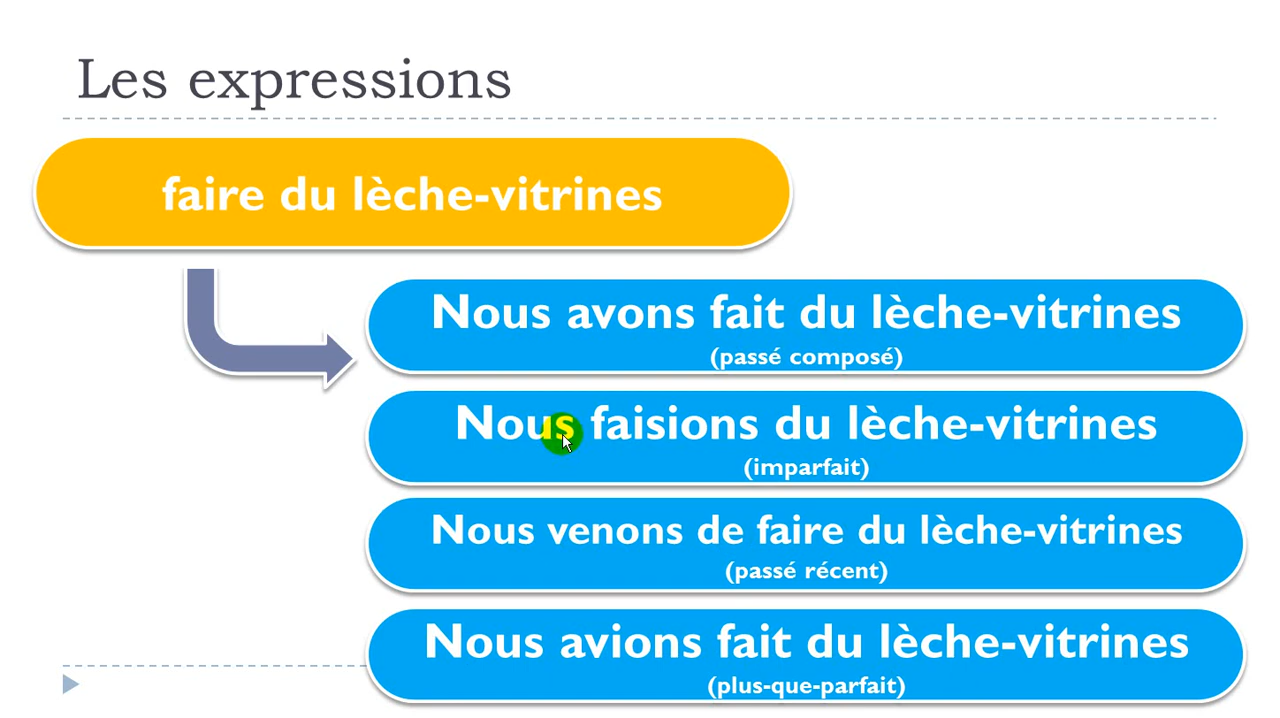 Les expressions
faire du lèche-vitrines
Nous avons fait du lèche-vitrines
(passé composé)
Nous faisions du lèche-vitrines
(imparfait)
Nous venons de faire du lèche-vitrines
(passé récent)
Nous avions fait du lèche-vitrines
(plus-que-parfait)